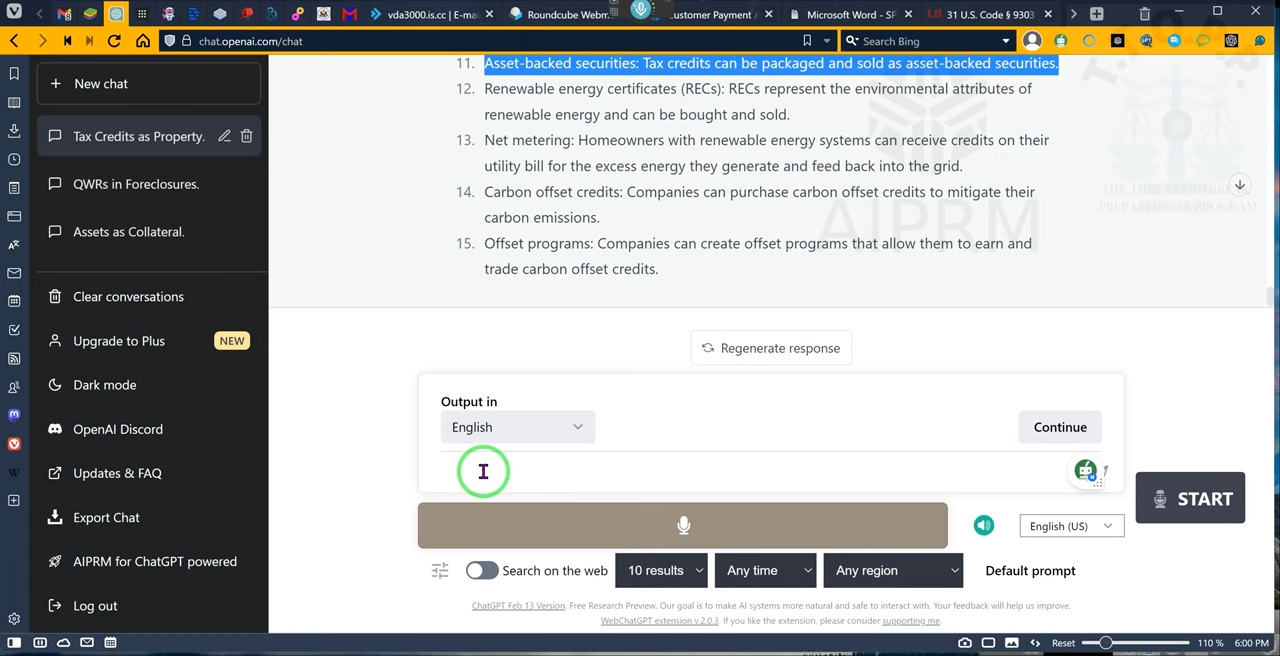 vda3000.is.cc | E-ma
Roundcube Webm
ustomer Payment A
Microsoft Word - SP
31 U.S. Code § 9303
chat.openai.com/chat
Search Bing
New chat
Tax Credits as Property.
QWRs in Foreclosures.
Assets as Collateral.
Clear conversations
Upgrade to Plus
NEW
Dark mode
OpenAI Discord
Updates & FAQ
Export Chat
AIPRM for ChatGPT powered
Log out
11. Asset-backed securities: Tax credits can be packaged and sold as asset-backed securities.
12. Renewable energy certificates (RECs): RECs represent the environmental attributes of
renewable energy and can be bought and sold.
13. Net metering: Homeowners with renewable energy systems can receive credits on their
utility bill for the excess energy they generate and feed back into the grid.
14. Carbon offset credits: Companies can purchase carbon offset credits to mitigate their
carbon emissions.
15. Offset programs: Companies can create offset programs that allow them to earn and
trade carbon offset credits.
AIPRM
PREPAREDNESS PROGRAM
Regenerate response
Output in
English
Continue
START
English (US)
Search on the web
10 results
Any time
Any region
Default prompt
ChatGPT Feb 13 Version. Free Research Preview. Our goal is to make AI systems more natural and safe to interact with. Your feedback will help us improve.
WebChatGPT extension v.2.0.3. If you like the extension, please consider supporting me.
Reset
110 %
6:00 PM